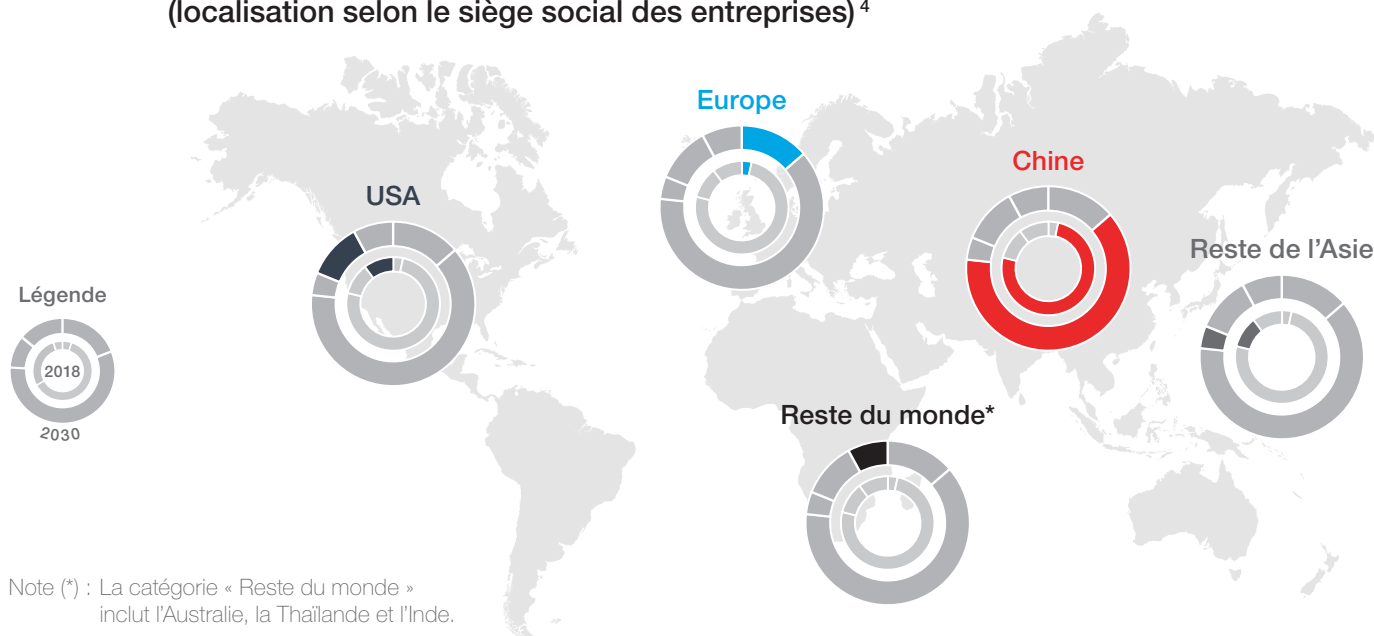 (localisation selon le siège social des entreprises) 4
Europe
Chine
USA
Reste de l’Asie
Légende
2018
2030
Reste du monde*
Note (*) : La catégorie « Reste du monde »
inclut l’Australie, la Thaïlande et l’Inde.